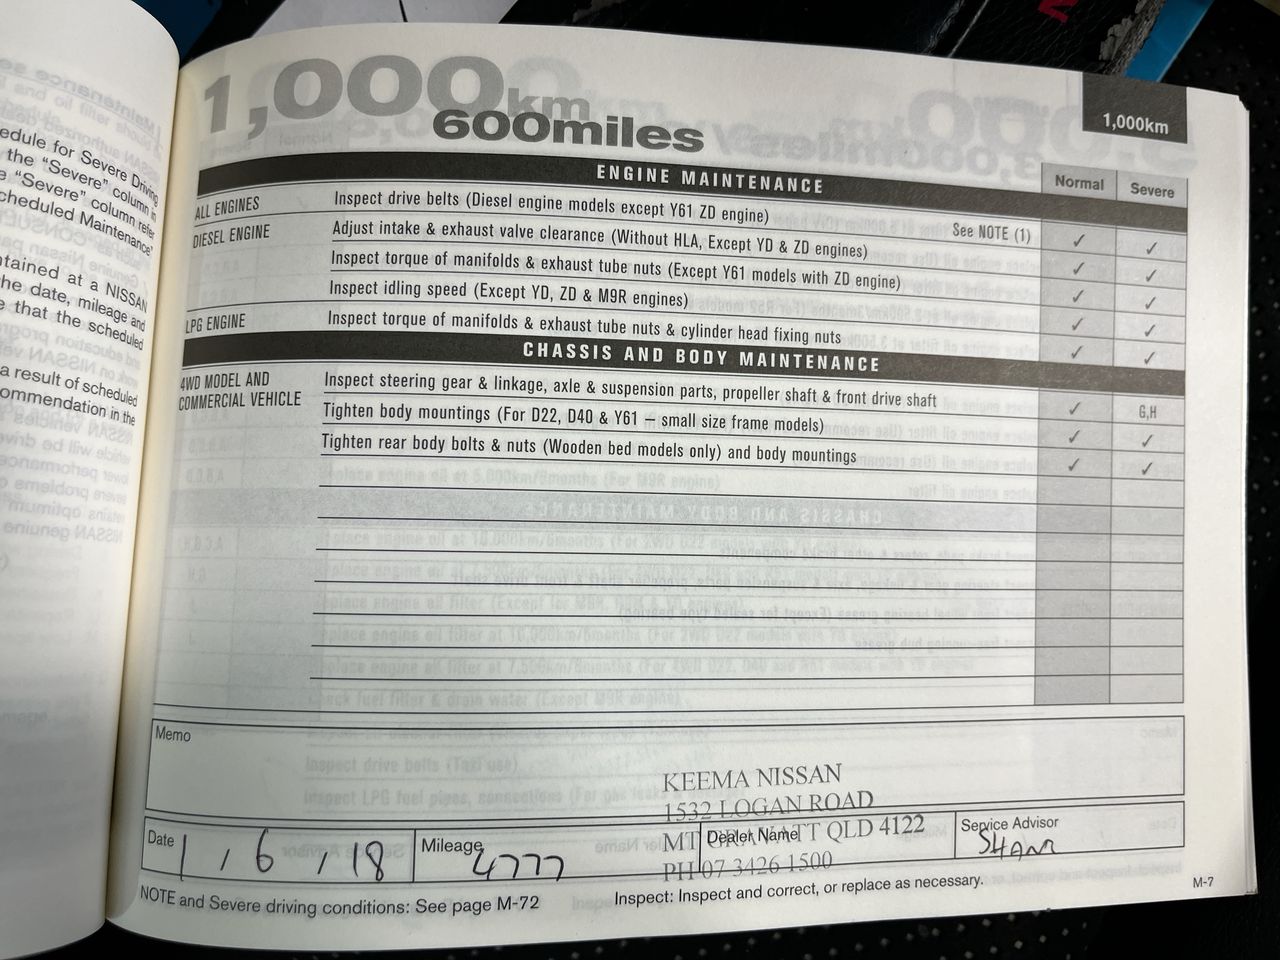 edule for Severe Driving
the "Severe" column in
"Severe" column refer
cheduled Maintenance"
tained at a NISSAN
he date, mileage and
e that the scheduled
a result of scheduled
ommendation in the
1,000km
600miles
1,000km
ENGINE MAINTENANCE Normal Severe
ALL ENGINES Inspect drive belts (Diesel engine models except Y61 ZD engine) See NOTE (1) ✓ ✓
DIESEL ENGINE Adjust intake & exhaust valve clearance (Without HLA, Except YD & ZD engines) ✓ ✓
Inspect torque of manifolds & exhaust tube nuts (Except Y61 models with ZD engine) ✓ ✓
Inspect idling speed (Except YD, ZD & M9R engines) ✓ ✓
LPG ENGINE Inspect torque of manifolds & exhaust tube nuts & cylinder head fixing nuts ✓ ✓
CHASSIS AND BODY MAINTENANCE
4WD MODEL AND Inspect steering gear & linkage, axle & suspension parts, propeller shaft & front drive shaft ✓ G,H
COMMERCIAL VEHICLE Tighten body mountings (For D22, D40 & Y61 – small size frame models) ✓ ✓
Tighten rear body bolts & nuts (Wooden bed models only) and body mountings ✓ ✓
Memo
KEEMA NISSAN
1532 LOGAN ROAD
MT GRAVATT QLD 4122
PH 07 3426 1500
Date 1 / 6 / 18
Mileage 4777
Dealer Name
Service Advisor
NOTE and Severe driving conditions: See page M-72 Inspect: Inspect and correct, or replace as necessary.
M-7